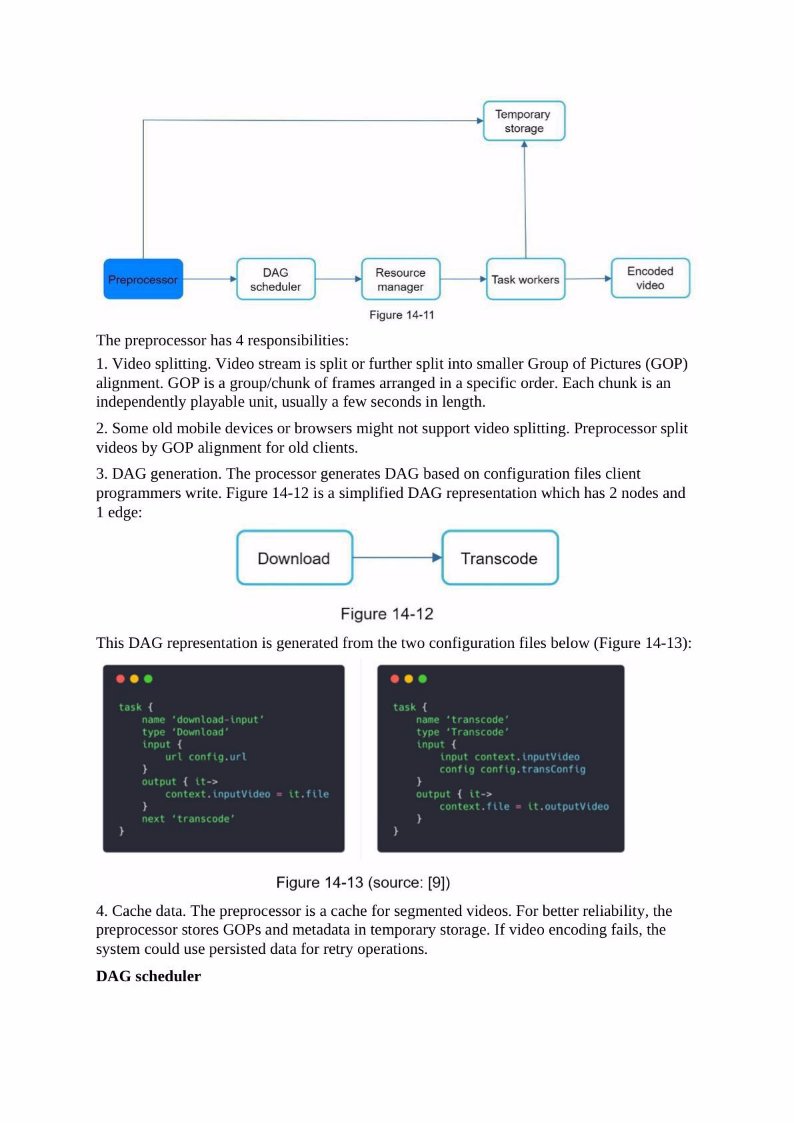 Temporary
storage
Preprocessor
DAG
scheduler
Resource
manager
Task workers
Encoded
video
Figure 14-11
The preprocessor has 4 responsibilities:
1. Video splitting. Video stream is split or further split into smaller Group of Pictures (GOP)
alignment. GOP is a group/chunk of frames arranged in a specific order. Each chunk is an
independently playable unit, usually a few seconds in length.
2. Some old mobile devices or browsers might not support video splitting. Preprocessor split
videos by GOP alignment for old clients.
3. DAG generation. The processor generates DAG based on configuration files client
programmers write. Figure 14-12 is a simplified DAG representation which has 2 nodes and
1 edge:
Download
Transcode
Figure 14-12
This DAG representation is generated from the two configuration files below (Figure 14-13):
task {
name ‘download-input’
type ‘Download’
input {
url config.url
}
output { it->
context.inputVideo = it.file
}
next ‘transcode’
}
task {
name ‘transcode’
type ‘Transcode’
input {
input context.inputVideo
config config.transConfig
}
output { it->
context.file = it.outputVideo
}
}
Figure 14-13 (source: [9])
4. Cache data. The preprocessor is a cache for segmented videos. For better reliability, the
preprocessor stores GOPs and metadata in temporary storage. If video encoding fails, the
system could use persisted data for retry operations.
DAG scheduler